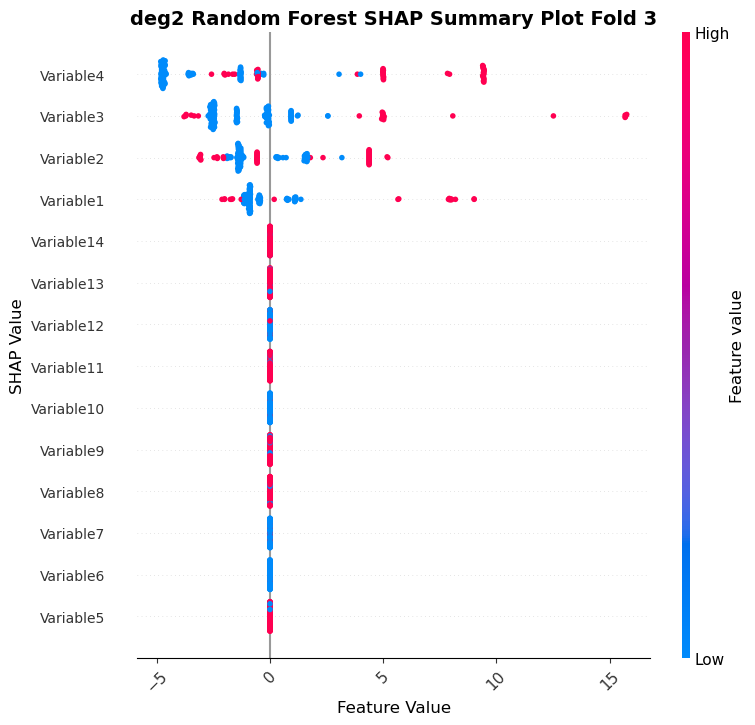 deg2 Random Forest SHAP Summary Plot Fold 3
High
Variable4
Variable3
Variable2
Variable1
Variable14
Variable13
Variable12
Variable11
Variable10
Variable9
Variable8
Variable7
Variable6
Variable5
SHAP Value
Feature value
Low
−5
0
5
10
15
Feature Value